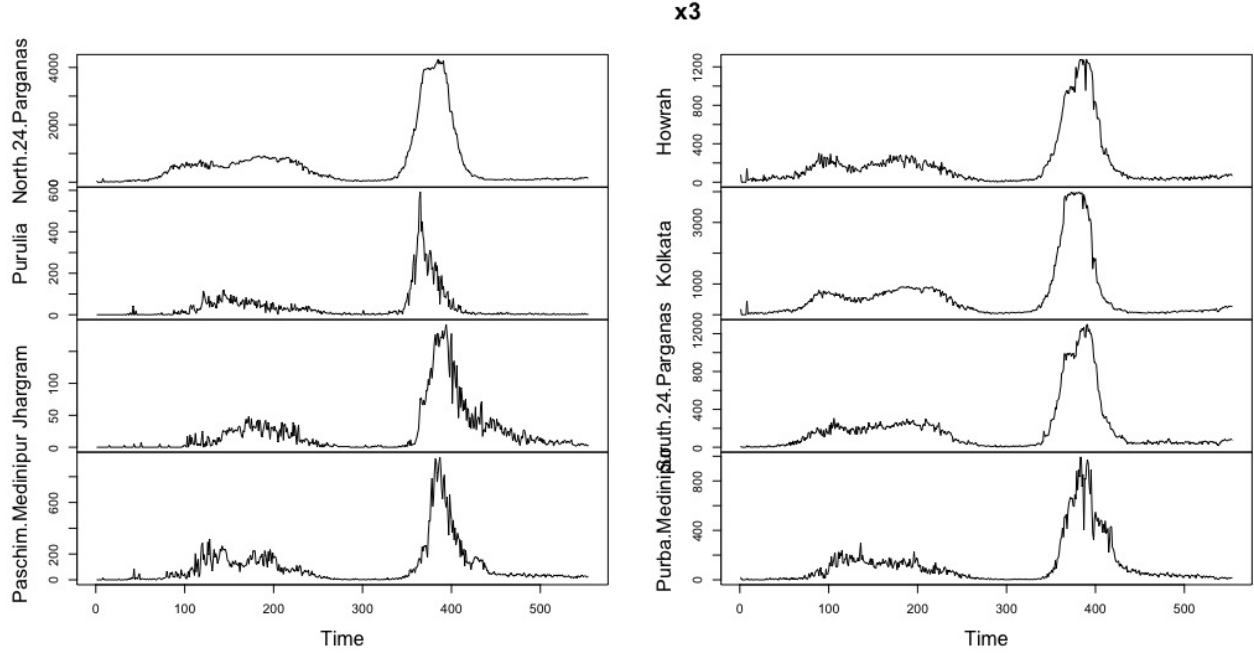 x3
North.24.Parganas
0 2000 4000
Purulia
0 200 400 600
Jhargram
0 50 100
Paschim.Medinipur
0 200 600
0 100 200 300 400 500
Time
Howrah
0 400 800 1200
Kolkata
0 1000 3000
South.24.Parganas
0 400 800 12000
Purba.Medinipur
0 400 800
0 100 200 300 400 500
Time